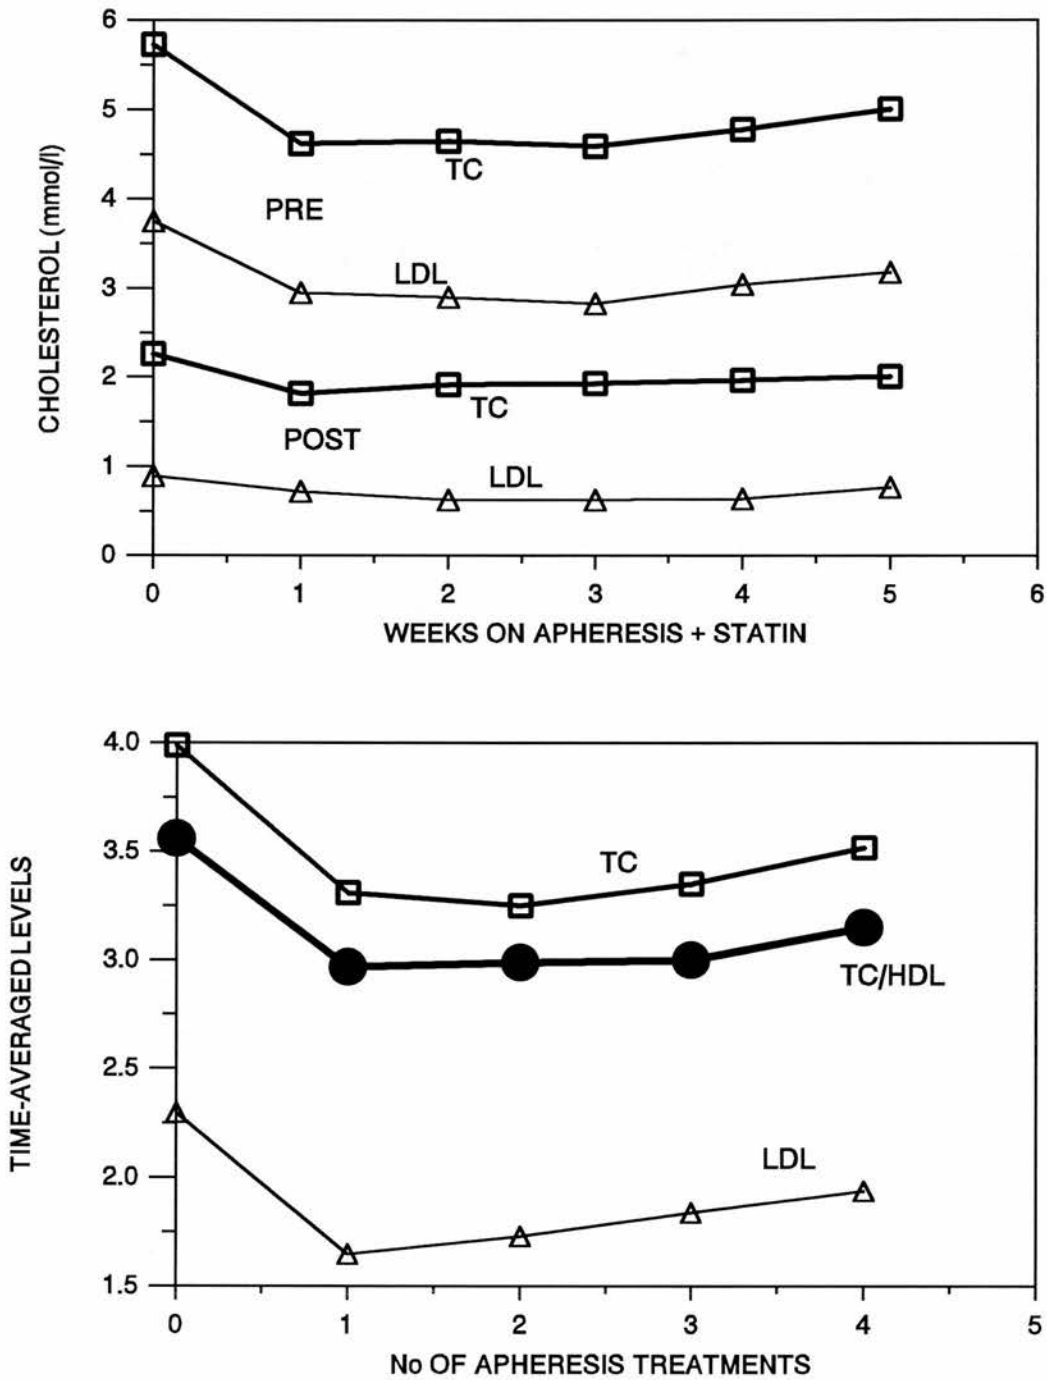 6
5
4
3
2
1
0
CHOLESTEROL (mmol/l)
TC
PRE
LDL
TC
POST
LDL
0 1 2 3 4 5 6
WEEKS ON APHERESIS + STATIN
4.0
3.5
3.0
2.5
2.0
1.5
TIME-AVERAGED LEVELS
TC
TC/HDL
LDL
0 1 2 3 4 5
No OF APHERESIS TREATMENTS